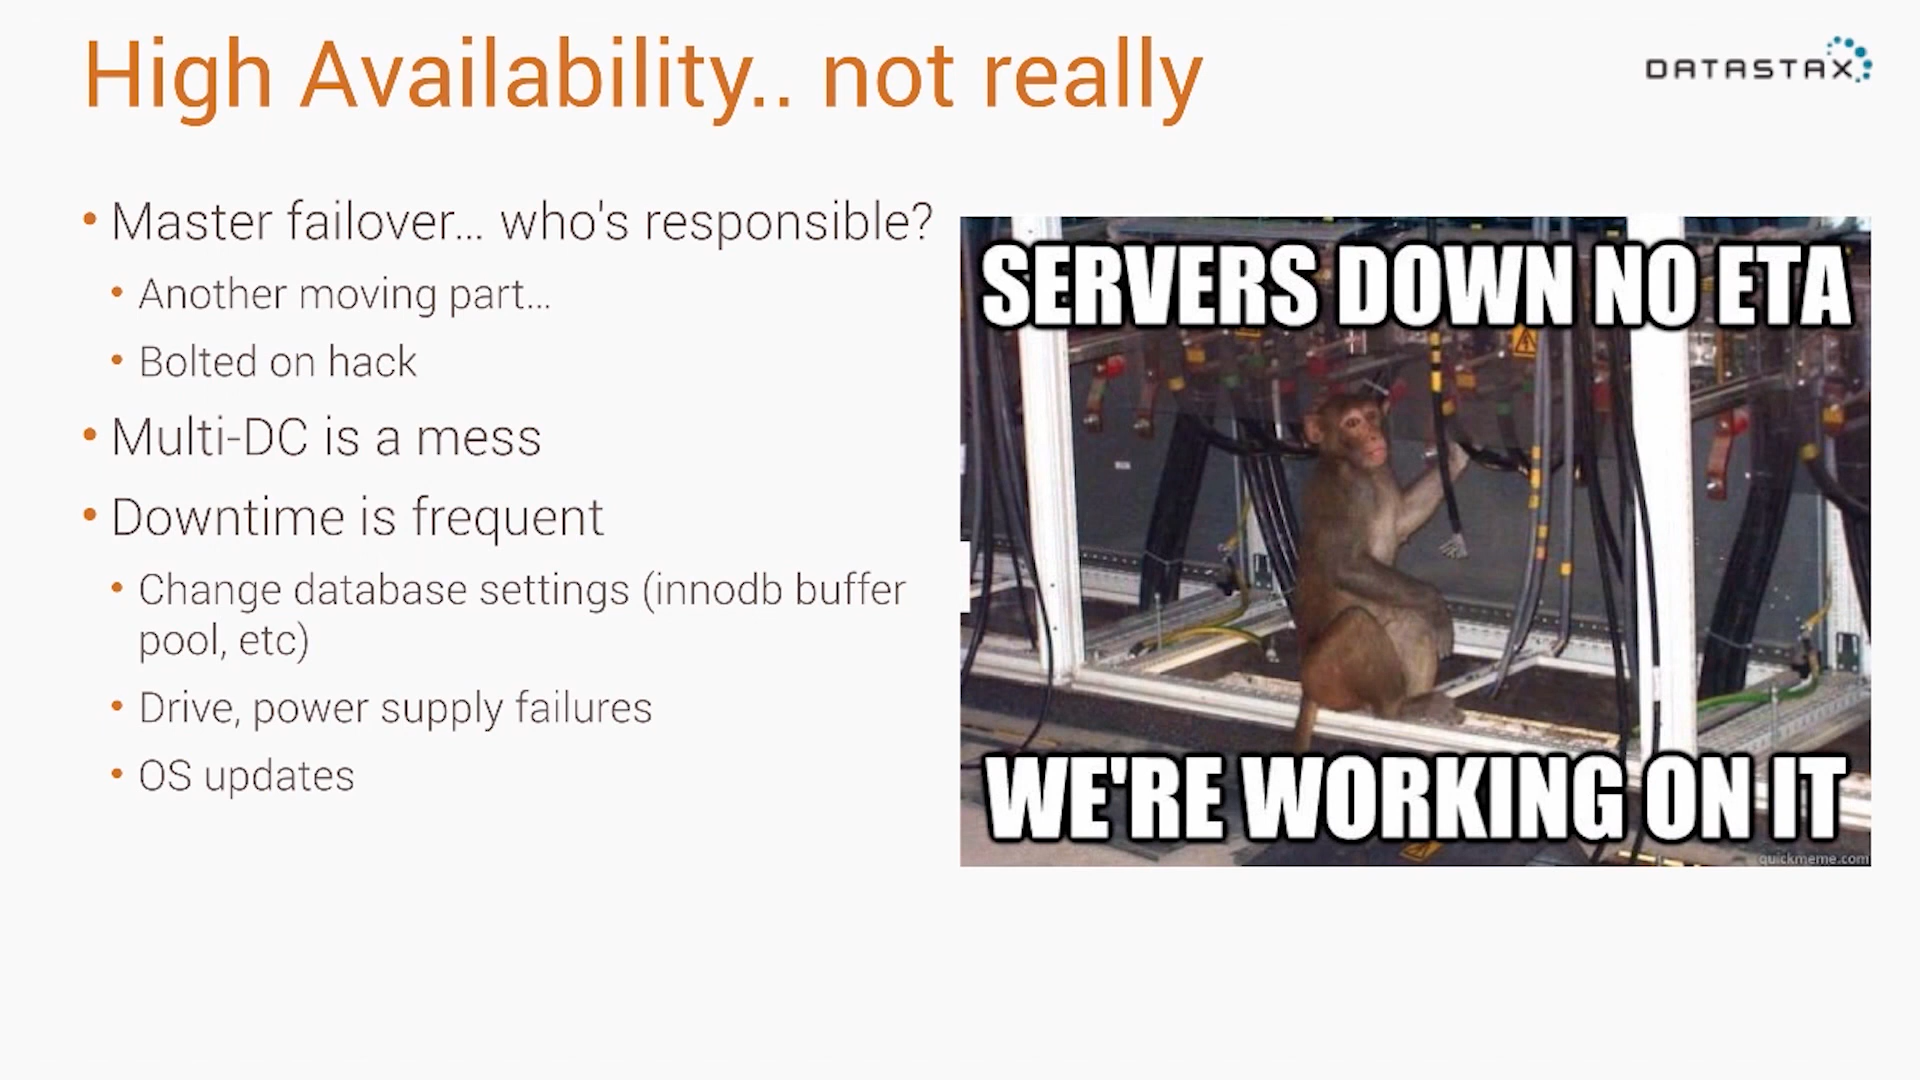 High Availability.. not really
DATASTAX
• Master failover... who's responsible?
• Another moving part...
• Bolted on hack
• Multi-DC is a mess
• Downtime is frequent
• Change database settings (innodb buffer
pool, etc)
• Drive, power supply failures
• OS updates
SERVERS DOWN NO ETA
WE'RE WORKING ON IT
quickmeme.com